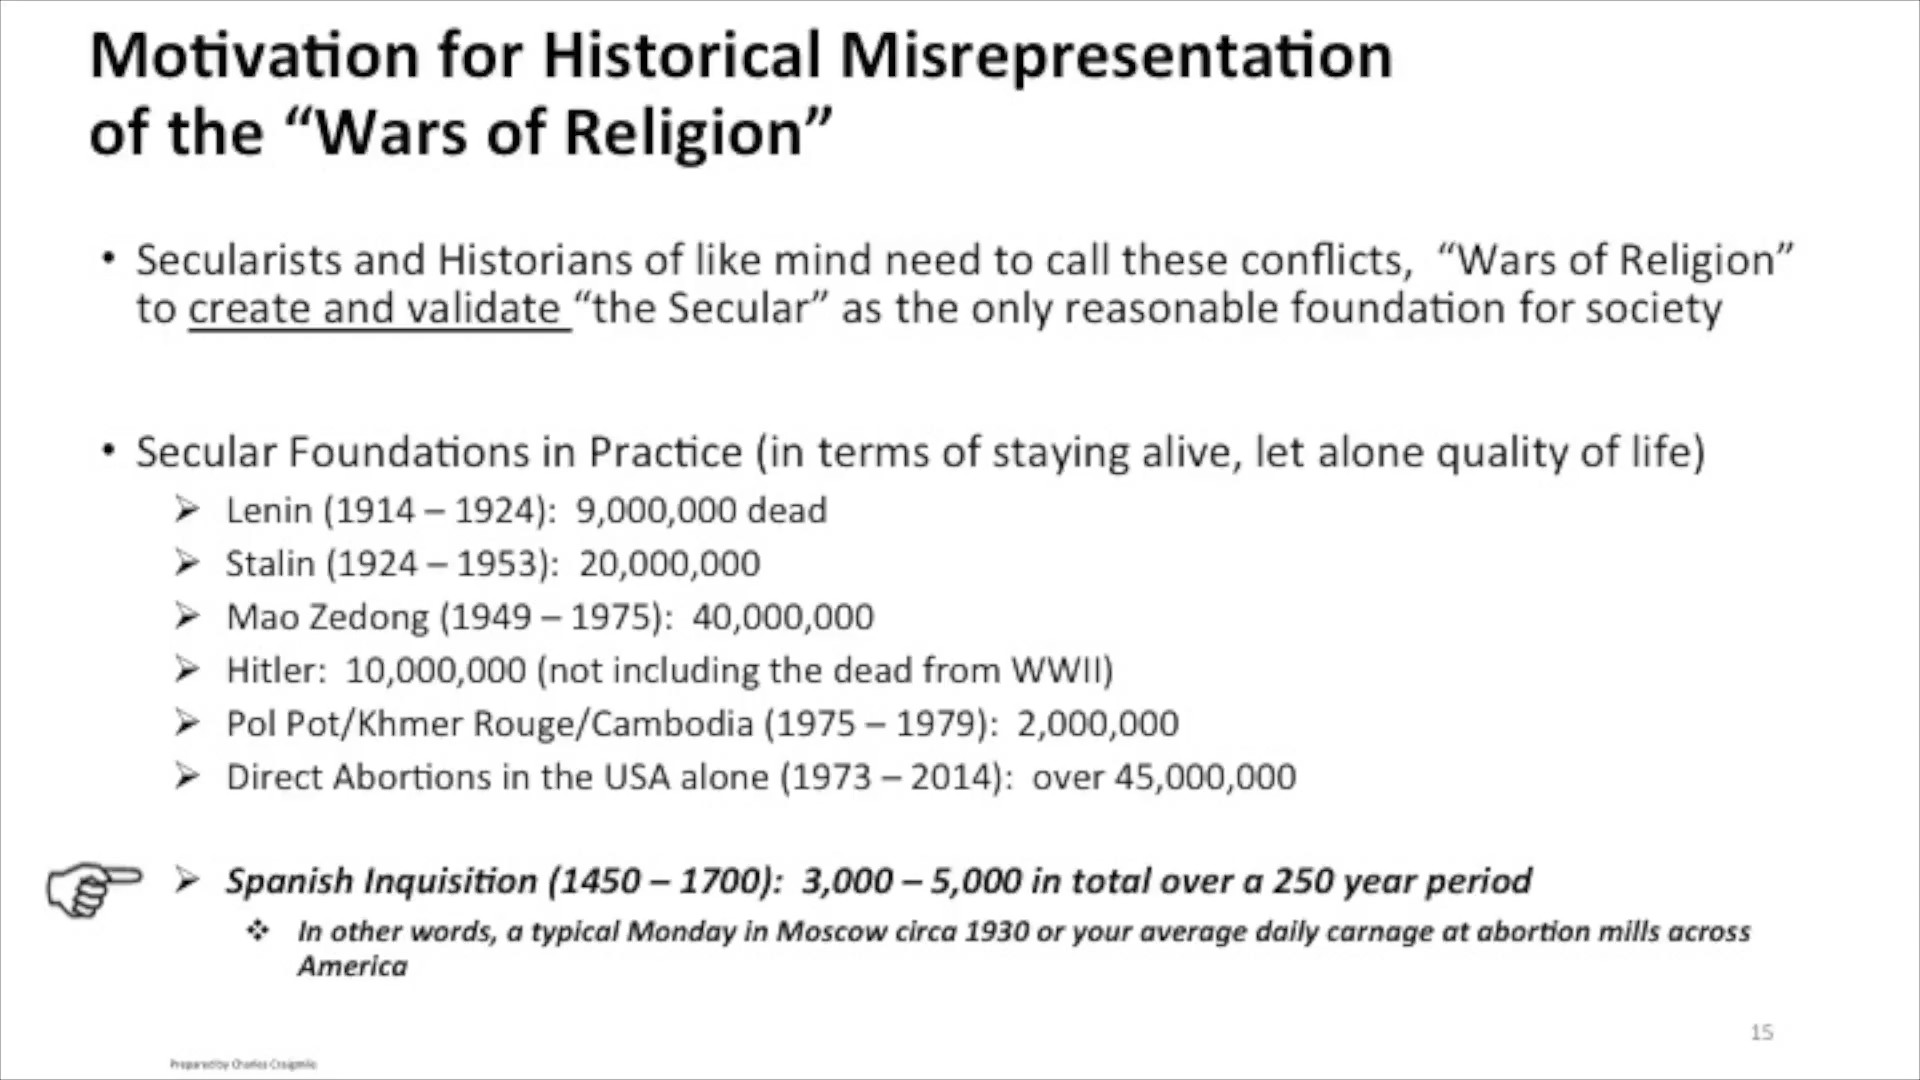 Motivation for Historical Misrepresentation
of the “Wars of Religion”
• Secularists and Historians of like mind need to call these conflicts, “Wars of Religion”
to create and validate “the Secular” as the only reasonable foundation for society
• Secular Foundations in Practice (in terms of staying alive, let alone quality of life)
➢ Lenin (1914 – 1924): 9,000,000 dead
➢ Stalin (1924 – 1953): 20,000,000
➢ Mao Zedong (1949 – 1975): 40,000,000
➢ Hitler: 10,000,000 (not including the dead from WWII)
➢ Pol Pot/Khmer Rouge/Cambodia (1975 – 1979): 2,000,000
➢ Direct Abortions in the USA alone (1973 – 2014): over 45,000,000
➢ Spanish Inquisition (1450 – 1700): 3,000 – 5,000 in total over a 250 year period
❖ In other words, a typical Monday in Moscow circa 1930 or your average daily carnage at abortion mills across
America
15
Prepared by Charles Craigmile